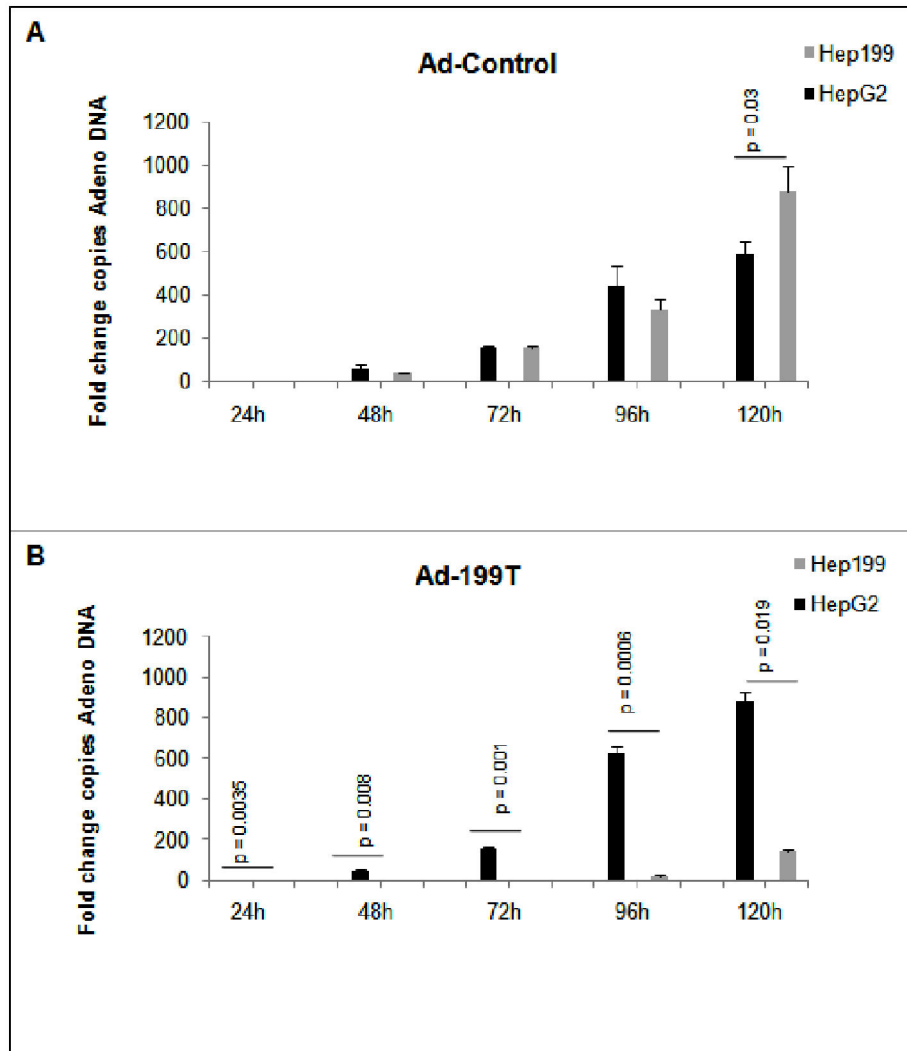 A
Ad-Control
Hep199
HepG2
Fold change copies Adeno DNA
1200
1000
800
600
400
200
0
p = 0.03
24h 48h 72h 96h 120h
B
Ad-199T
Hep199
HepG2
Fold change copies Adeno DNA
1200
1000
800
600
400
200
0
p = 0.0035
p = 0.008
p = 0.001
p = 0.0006
p = 0.019
24h 48h 72h 96h 120h